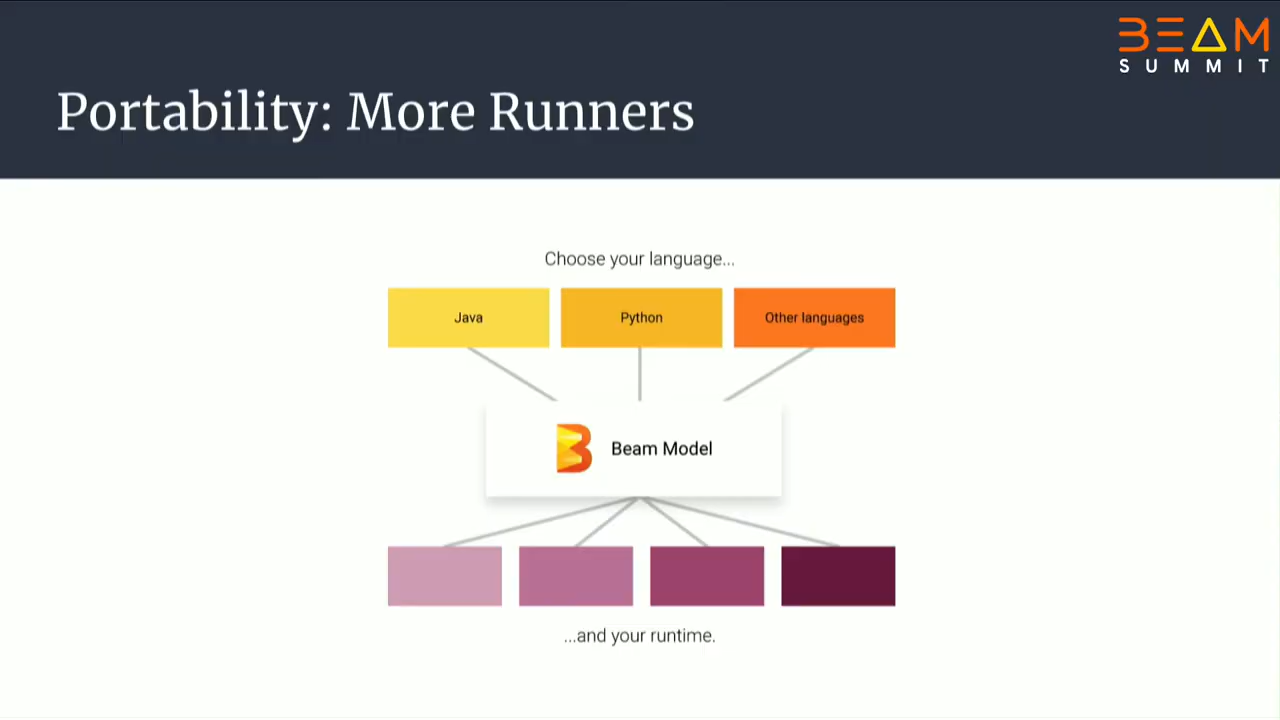 BEAM
SUMMIT
Portability: More Runners
Choose your language...
Java
Python
Other languages
Beam Model
...and your runtime.